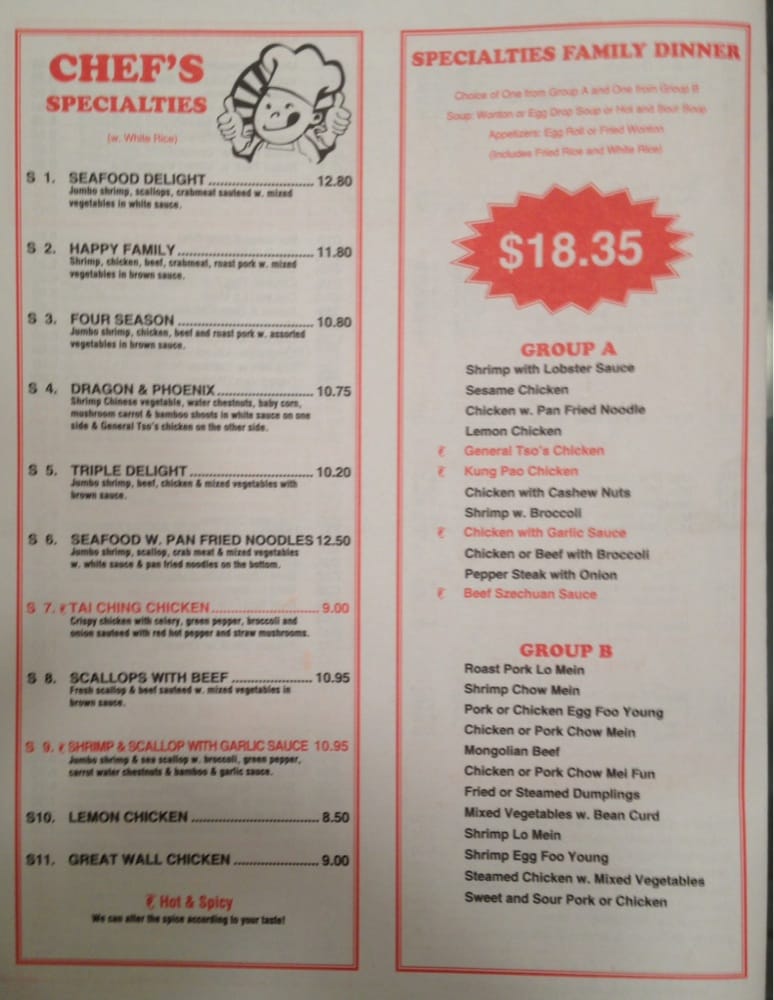 CHEF'S
SPECIALTIES
(w. White Rice)
S 1. SEAFOOD DELIGHT ........................ 12.80
Jumbo shrimp, scallops, crabmeat sauteed w. mixed
vegetables in white sauce.
S 2. HAPPY FAMILY ............................... 11.80
Shrimp, chicken, beef, crabmeat, roast pork w. mixed
vegetables in brown sauce.
S 3. FOUR SEASON ............................... 10.80
Jumbo shrimp, chicken, beef and roast pork w. assorted
vegetables in brown sauce.
S 4. DRAGON & PHOENIX ...................... 10.75
Shrimp Chinese vegetable, water chestnuts, baby corn,
mushroom carrot & bamboo shoots in white sauce on one
side & General Tso's chicken on the other side.
S 5. TRIPLE DELIGHT ............................ 10.20
Jumbo shrimp, beef, chicken & mixed vegetables with
brown sauce.
S 6. SEAFOOD W. PAN FRIED NOODLES 12.50
Jumbo shrimp, scallop, crab meat & mixed vegetables
w. white sauce & pan fried noodles on the bottom.
S 7. TAI CHING CHICKEN ......................... 9.00
Crispy chicken with celery, green pepper, broccoli and
onion sauteed with red hot pepper and straw mushrooms.
S 8. SCALLOPS WITH BEEF ................... 10.95
Fresh scallop & beef sauteed w. mixed vegetables in
brown sauce.
S 9. SHRIMP & SCALLOP WITH GARLIC SAUCE 10.95
Jumbo shrimp & sea scallop w. broccoli, green pepper,
carrot water chestnuts & bamboo & garlic sauce.
S10. LEMON CHICKEN ............................. 8.50
S11. GREAT WALL CHICKEN .................... 9.00
Hot & Spicy
We can alter the spice according to your taste!
SPECIALTIES FAMILY DINNER
Choice of One from Group A and One from Group B
Soup: Wonton or Egg Drop Soup or Hot and Sour Soup
Appetizers: Egg Roll or Fried Wonton
(Includes Fried Rice and White Rice)
$18.35
GROUP A
Shrimp with Lobster Sauce
Sesame Chicken
Chicken w. Pan Fried Noodle
Lemon Chicken
General Tso's Chicken
Kung Pao Chicken
Chicken with Cashew Nuts
Shrimp w. Broccoli
Chicken with Garlic Sauce
Chicken or Beef with Broccoli
Pepper Steak with Onion
Beef Szechuan Sauce
GROUP B
Roast Pork Lo Mein
Shrimp Chow Mein
Pork or Chicken Egg Foo Young
Chicken or Pork Chow Mein
Mongolian Beef
Chicken or Pork Chow Mei Fun
Fried or Steamed Dumplings
Mixed Vegetables w. Bean Curd
Shrimp Lo Mein
Shrimp Egg Foo Young
Steamed Chicken w. Mixed Vegetables
Sweet and Sour Pork or Chicken